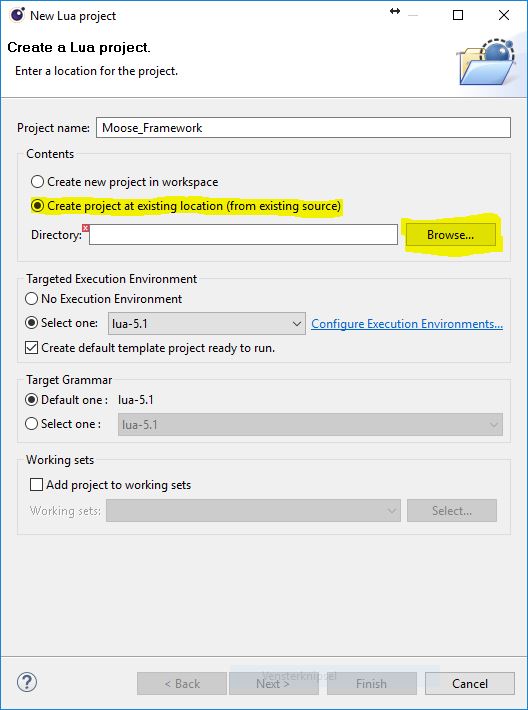 New Lua project
Create a Lua project.
Enter a location for the project.
Project name: Moose_Framework
Contents
Create new project in workspace
Create project at existing location (from existing source)
Directory: Browse...
Targeted Execution Environment
No Execution Environment
Select one: lua-5.1 Configure Execution Environments...
Create default template project ready to run.
Target Grammar
Default one : lua-5.1
Select one : lua-5.1
Working sets
Add project to working sets
Working sets: Select...
Vensterknipsel
? < Back Next > Finish Cancel